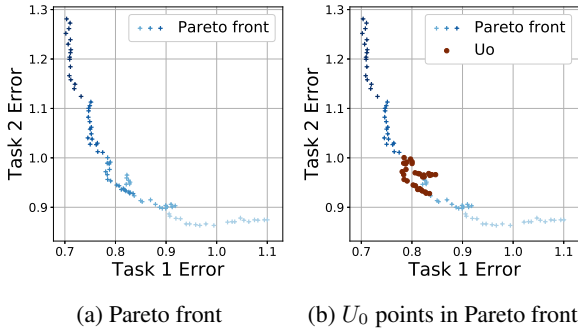 1.3
1.2
1.1
1.0
0.9
0.7 0.8 0.9 1.0 1.1
Task 2 Error
Task 1 Error
Pareto front
1.3
1.2
1.1
1.0
0.9
0.7 0.8 0.9 1.0 1.1
Task 2 Error
Task 1 Error
Pareto front
Uo
(a) Pareto front
(b) U₀ points in Pareto front